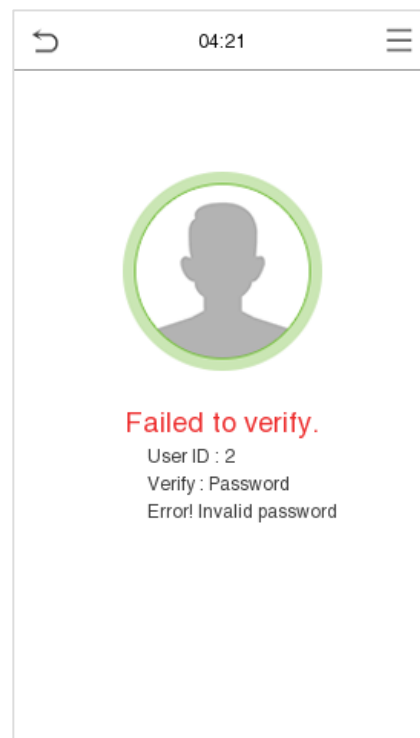 04:21
Failed to verify.
User ID : 2
Verify : Password
Error! Invalid password